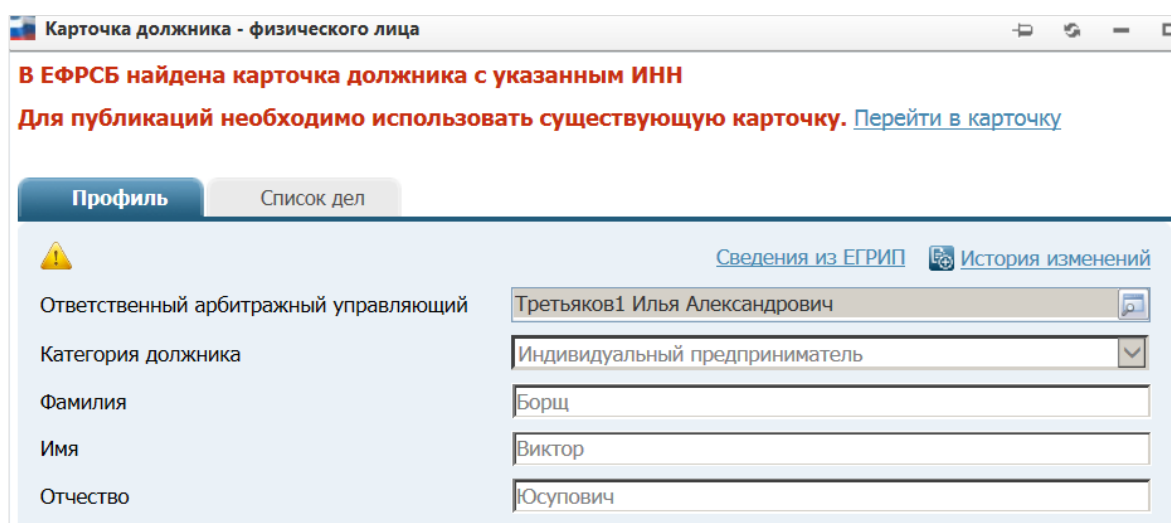 Карточка должника - физического лица
В ЕФРСБ найдена карточка должника с указанным ИНН
Для публикаций необходимо использовать существующую карточку. Перейти в карточку
Профиль Список дел
Сведения из ЕГРИП История изменений
Ответственный арбитражный управляющий Третьяков1 Илья Александрович
Категория должника Индивидуальный предприниматель
Фамилия Борщ
Имя Виктор
Отчество Юсупович